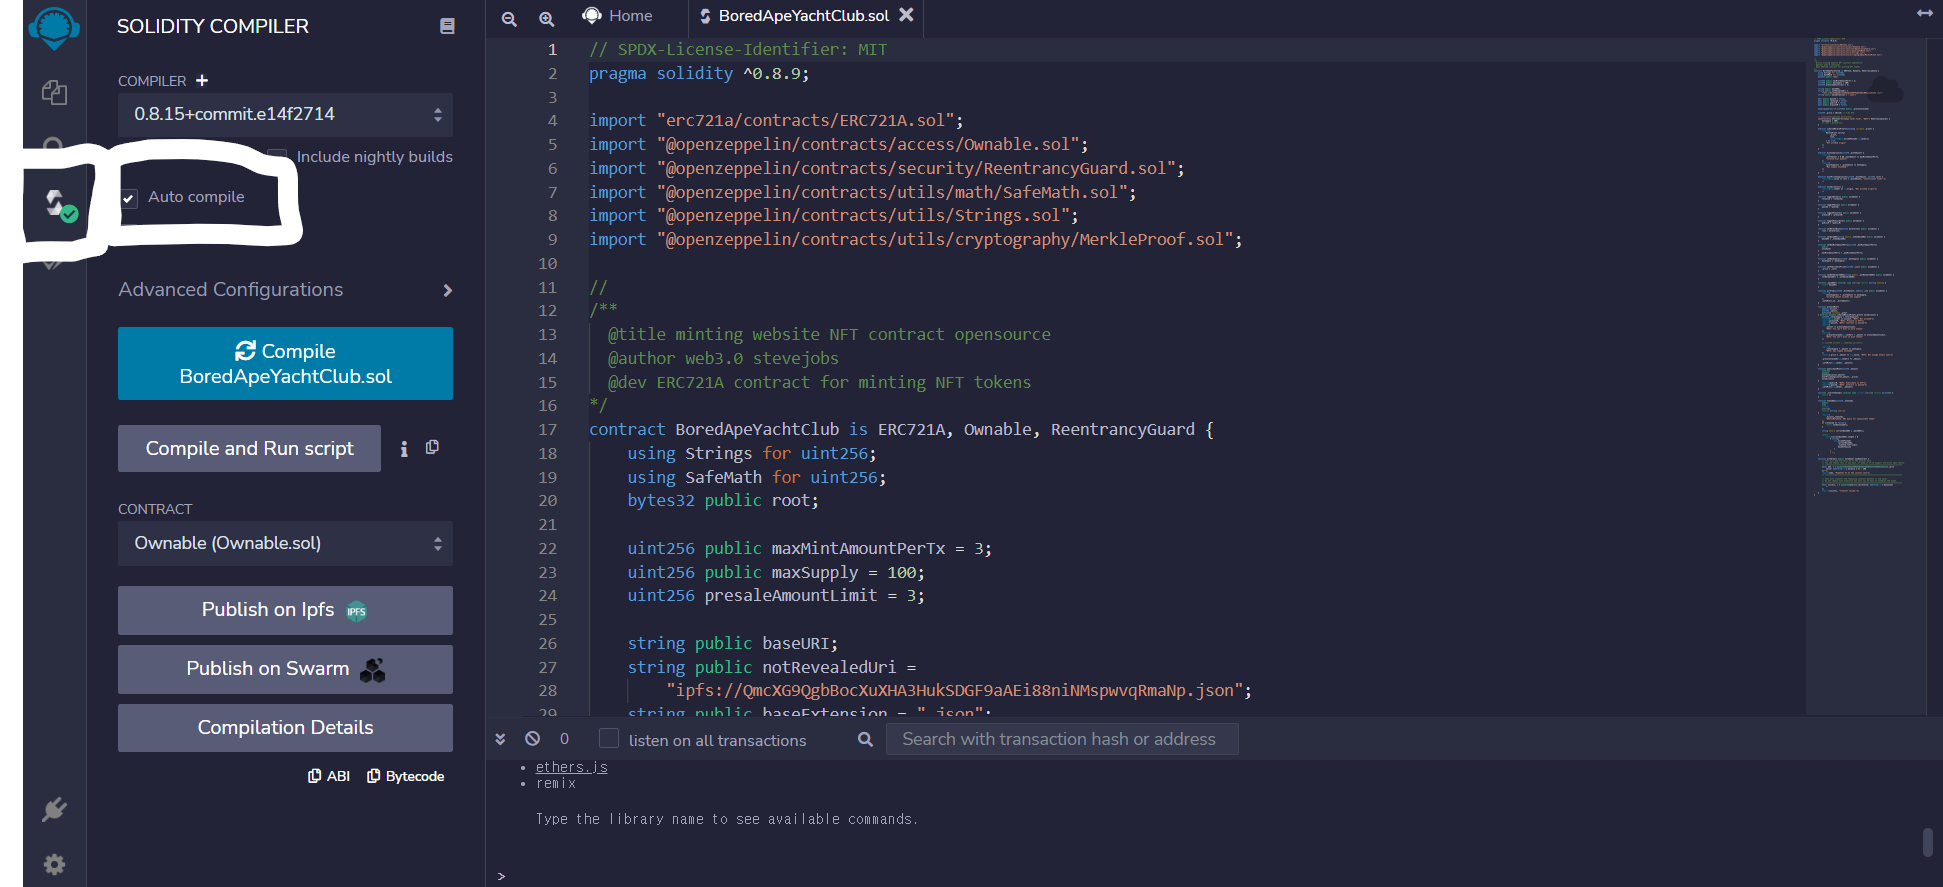 SOLIDITY COMPILER
COMPILER +
0.8.15+commit.e14f2714
Include nightly builds
Auto compile
Advanced Configurations
Compile
BoredApeYachtClub.sol
Compile and Run script
CONTRACT
Ownable (Ownable.sol)
Publish on Ipfs IPFS
Publish on Swarm
Compilation Details
ABI Bytecode
Home BoredApeYachtClub.sol
1 // SPDX-License-Identifier: MIT
2 pragma solidity ^0.8.9;
3
4 import "erc721a/contracts/ERC721A.sol";
5 import "@openzeppelin/contracts/access/Ownable.sol";
6 import "@openzeppelin/contracts/security/ReentrancyGuard.sol";
7 import "@openzeppelin/contracts/utils/math/SafeMath.sol";
8 import "@openzeppelin/contracts/utils/Strings.sol";
9 import "@openzeppelin/contracts/utils/cryptography/MerkleProof.sol";
10
11 //
12 /**
13 @title minting website NFT contract opensource
14 @author web3.0 stevejobs
15 @dev ERC721A contract for minting NFT tokens
16 */
17 contract BoredApeYachtClub is ERC721A, Ownable, ReentrancyGuard {
18 using Strings for uint256;
19 using SafeMath for uint256;
20 bytes32 public root;
21
22 uint256 public maxMintAmountPerTx = 3;
23 uint256 public maxSupply = 100;
24 uint256 presaleAmountLimit = 3;
25
26 string public baseURI;
27 string public notRevealedUri =
28 "ipfs://QmcXG9QgbBocXuXHA3HukSDGF9aAEi88niNMspwvqRmaNp.json";
29 string public baseExtension = ".json";
0 listen on all transactions Search with transaction hash or address
• ethers.js
• remix
Type the library name to see available commands.
>